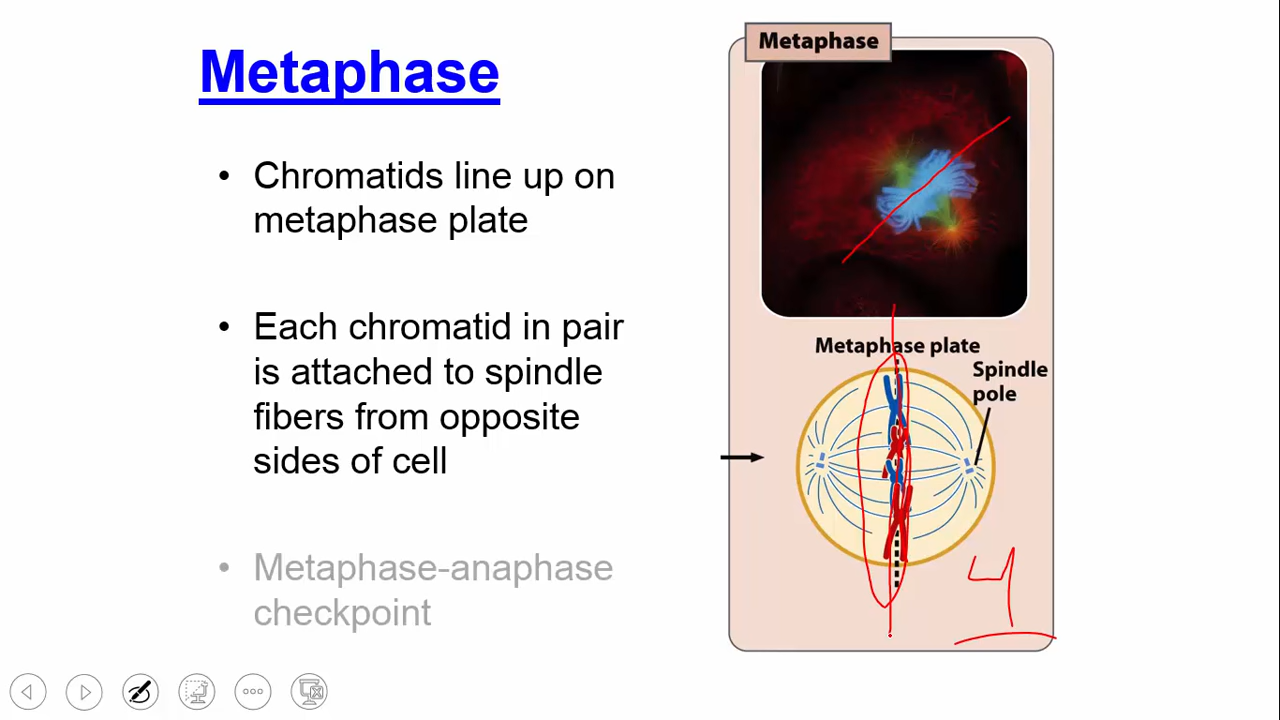 Metaphase
• Chromatids line up on
metaphase plate
• Each chromatid in pair
is attached to spindle
fibers from opposite
sides of cell
• Metaphase-anaphase
checkpoint
Metaphase
Metaphase plate
Spindle
pole
4